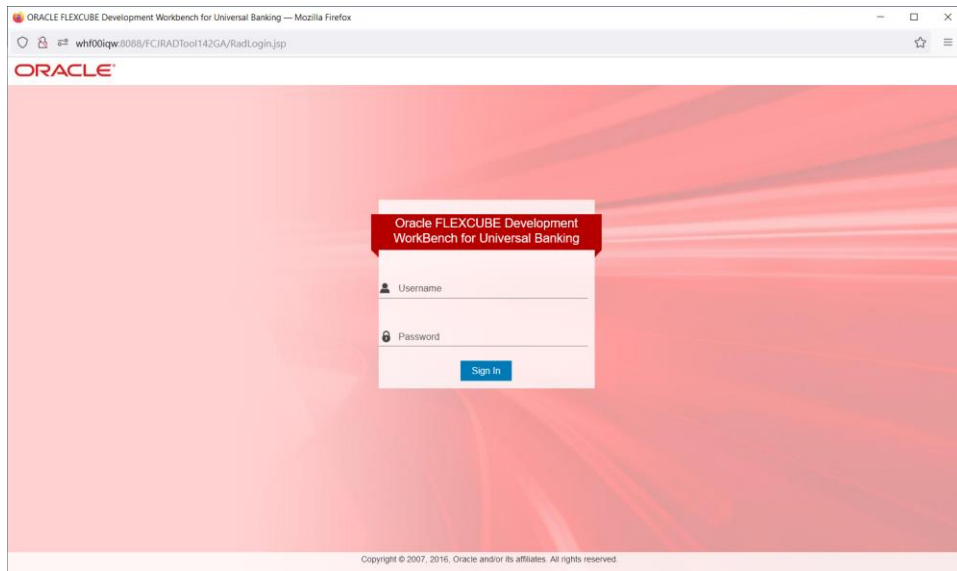 ORACLE FLEXCUBE Development Workbench for Universal Banking — Mozilla Firefox
whf00iqw:8088/FCJRADTool142GA/RadLogin.jsp
ORACLE
Oracle FLEXCUBE Development
WorkBench for Universal Banking
Username
Password
Sign In
Copyright © 2007, 2016, Oracle and/or its affiliates. All rights reserved.